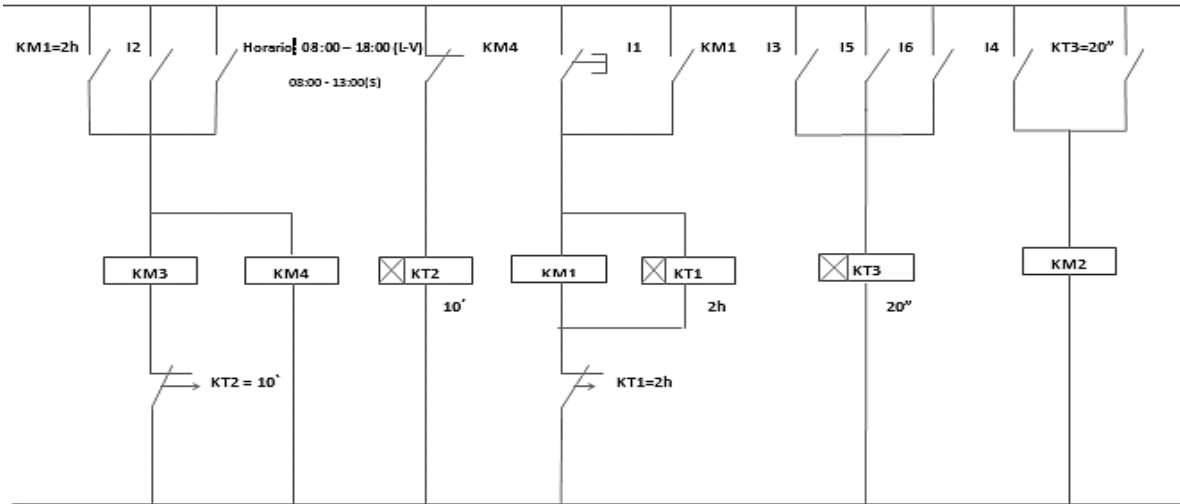 KM1=2h I2 Horario: 08:00 – 18:00 (L-V) KM4 I1 KM1 I3 I5 I6 I4 KT3=20”
08:00 - 13:00(S)
KM3 KM4 KT2 KM1 KT1 KT3 KM2
10´ 2h 20”
KT2 = 10` KT1=2h